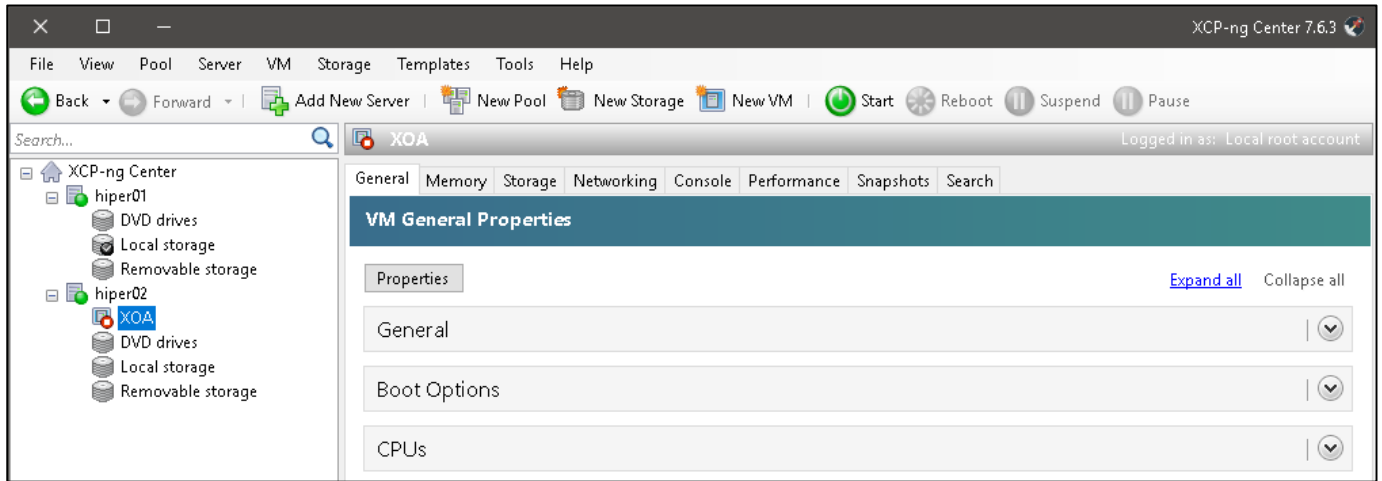 XCP-ng Center 7.6.3
File View Pool Server VM Storage Templates Tools Help
Back Forward Add New Server New Pool New Storage New VM Start Reboot Suspend Pause
Search... XOA Logged in as: Local root account
XCP-ng Center
hiper01
DVD drives
Local storage
Removable storage
hiper02
XOA
DVD drives
Local storage
Removable storage
General Memory Storage Networking Console Performance Snapshots Search
VM General Properties
Properties Expand all Collapse all
General
Boot Options
CPUs